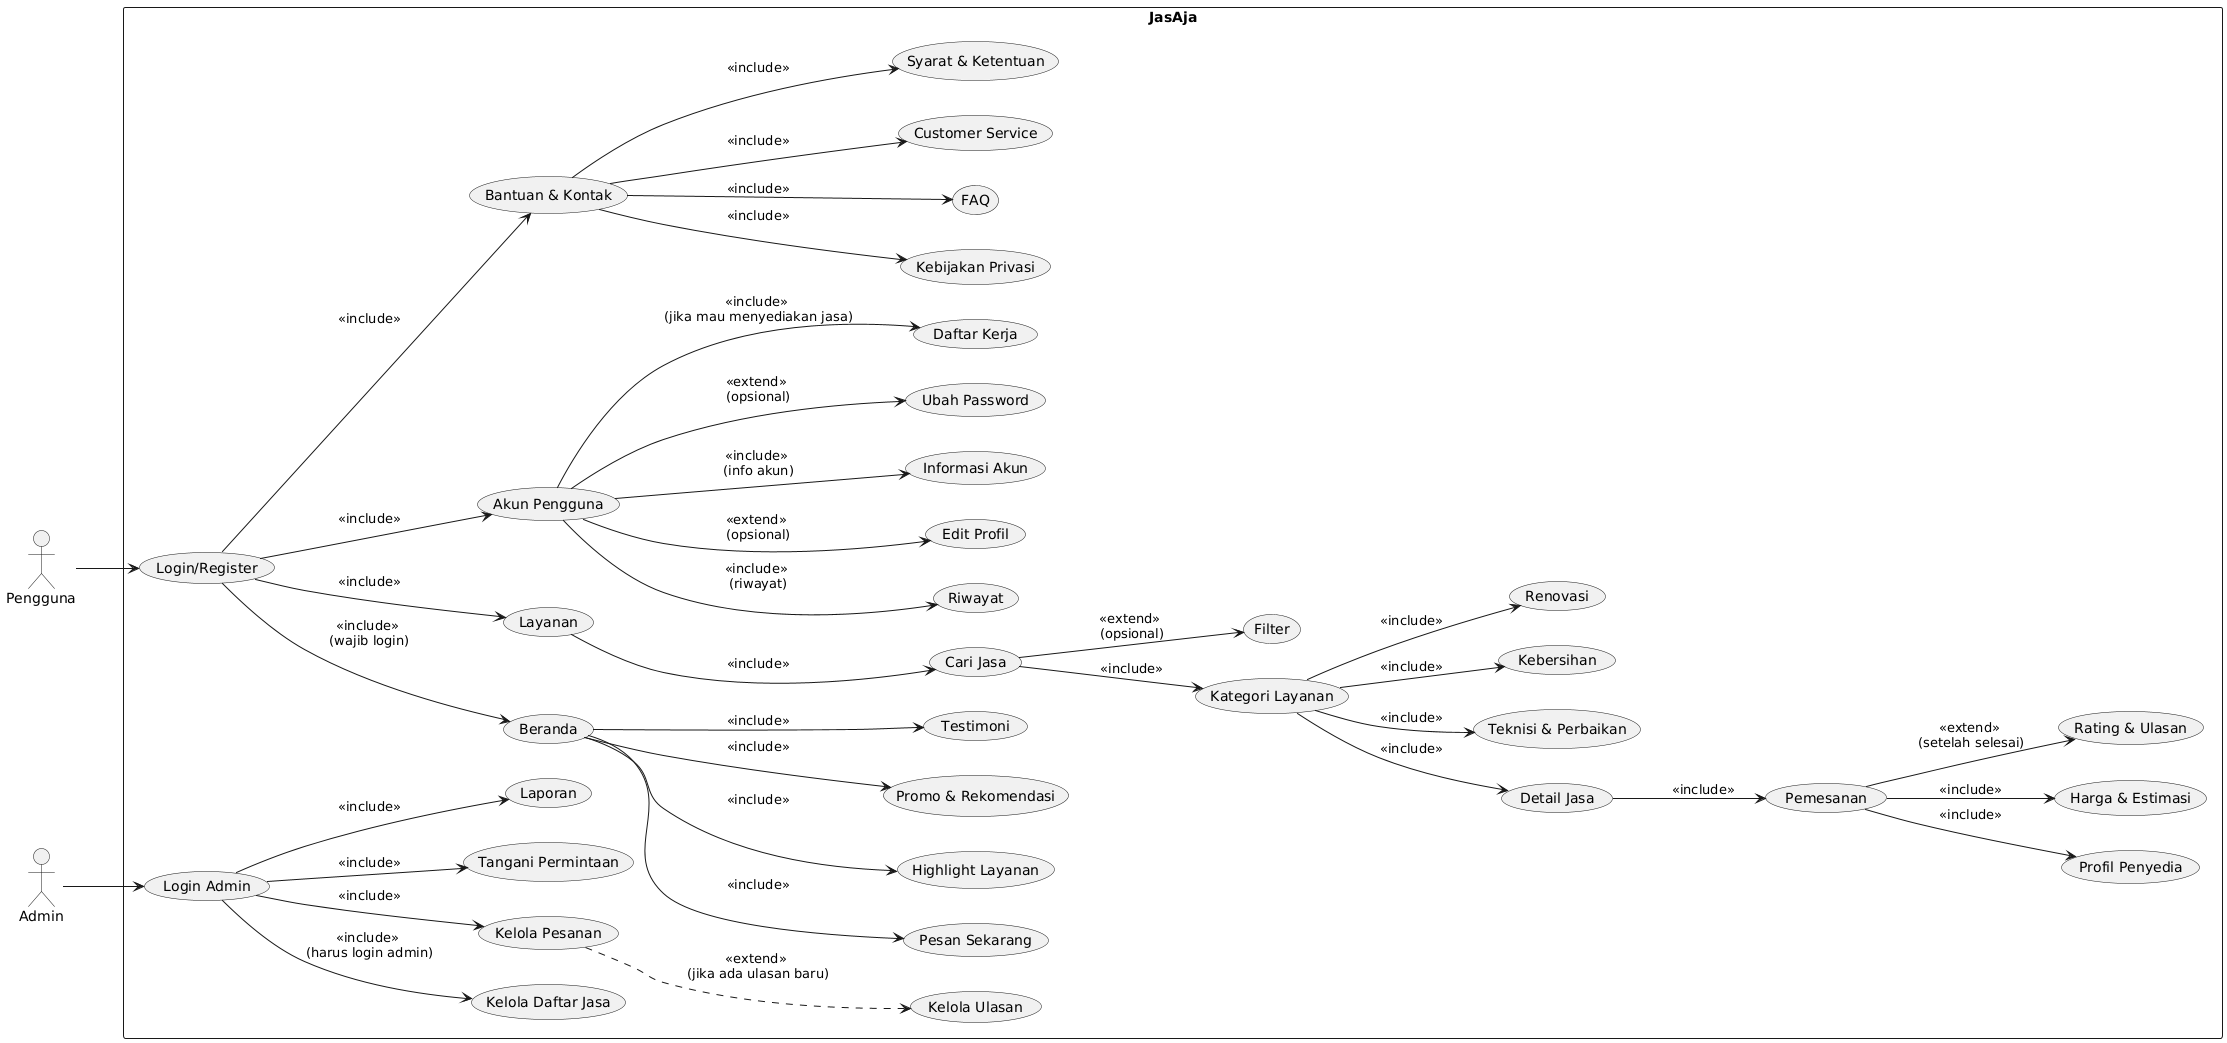 JasAja
Syarat & Ketentuan
«include»
Customer Service
«include»
Bantuan & Kontak
«include»
FAQ
«include»
Kebijakan Privasi
«include»
«include»
(jika mau menyediakan jasa)
Daftar Kerja
«extend»
(opsional)
Ubah Password
«include»
(info akun)
Informasi Akun
Akun Pengguna
«include»
«extend»
(opsional)
Edit Profil
Pengguna
Login/Register
«include»
«include»
(riwayat)
Riwayat
Layanan
«include»
(wajib login)
«include»
Cari Jasa
«extend»
(opsional)
Filter
«include»
Kategori Layanan
«include»
Renovasi
«include»
Kebersihan
«include»
Teknisi & Perbaikan
«include»
Detail Jasa
«include»
Pemesanan
«extend»
(setelah selesai)
Rating & Ulasan
«include»
Harga & Estimasi
«include»
Profil Penyedia
Beranda
«include»
Testimoni
«include»
Promo & Rekomendasi
«include»
Highlight Layanan
«include»
Pesan Sekarang
Laporan
«include»
Tangani Permintaan
«include»
Admin
Login Admin
«include»
Kelola Pesanan
«include»
(harus login admin)
Kelola Daftar Jasa
«extend»
(jika ada ulasan baru)
Kelola Ulasan